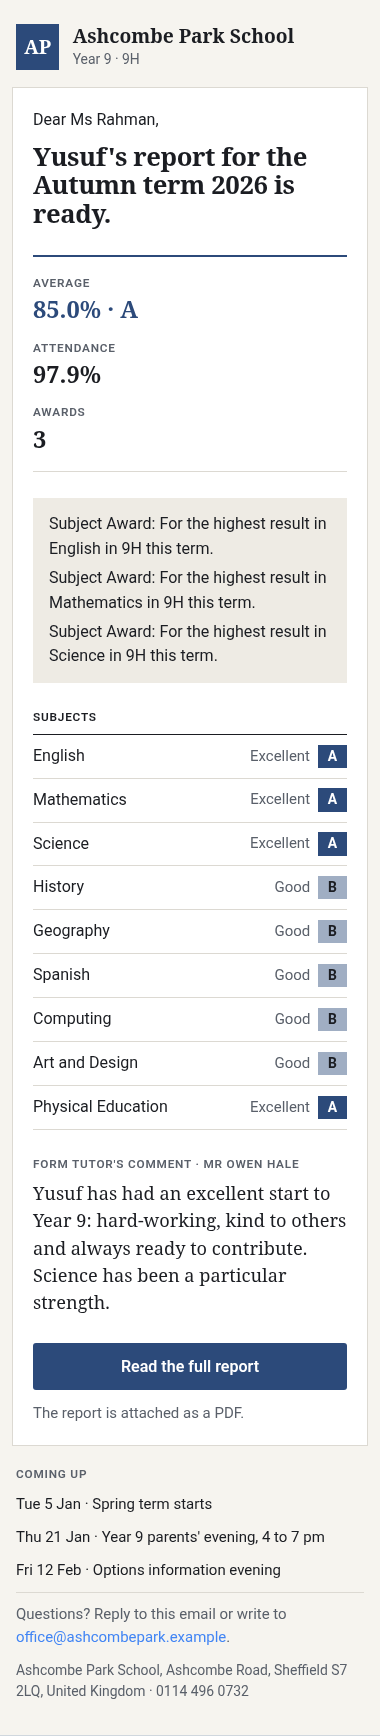 AP
Ashcombe Park School
Year 9 · 9H
Dear Ms Rahman,
Yusuf's report for the
Autumn term 2026 is
ready.
AVERAGE
85.0% · A
ATTENDANCE
97.9%
AWARDS
3
Subject Award: For the highest result in
English in 9H this term.
Subject Award: For the highest result in
Mathematics in 9H this term.
Subject Award: For the highest result in
Science in 9H this term.
SUBJECTS
English Excellent A
Mathematics Excellent A
Science Excellent A
History Good B
Geography Good B
Spanish Good B
Computing Good B
Art and Design Good B
Physical Education Excellent A
FORM TUTOR'S COMMENT · MR OWEN HALE
Yusuf has had an excellent start to
Year 9: hard-working, kind to others
and always ready to contribute.
Science has been a particular
strength.
Read the full report
The report is attached as a PDF.
COMING UP
Tue 5 Jan · Spring term starts
Thu 21 Jan · Year 9 parents' evening, 4 to 7 pm
Fri 12 Feb · Options information evening
Questions? Reply to this email or write to
office@ashcombepark.example.
Ashcombe Park School, Ashcombe Road, Sheffield S7
2LQ, United Kingdom · 0114 496 0732